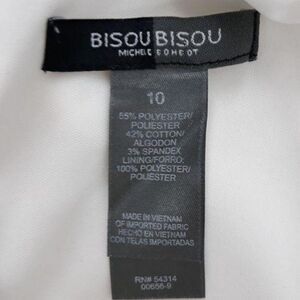 BISOU BISOU
MICHELE BOHBOT
10
55% POLYESTER/
POLIESTER
42% COTTON/
ALGODON
3% SPANDEX
LINING/FORRO:
100% POLYESTER/
POLIESTER
MADE IN VIETNAM
OF IMPORTED FABRIC
HECHO EN VIETNAM
CON TELAS IMPORTADAS
RN# 54314
00656-9